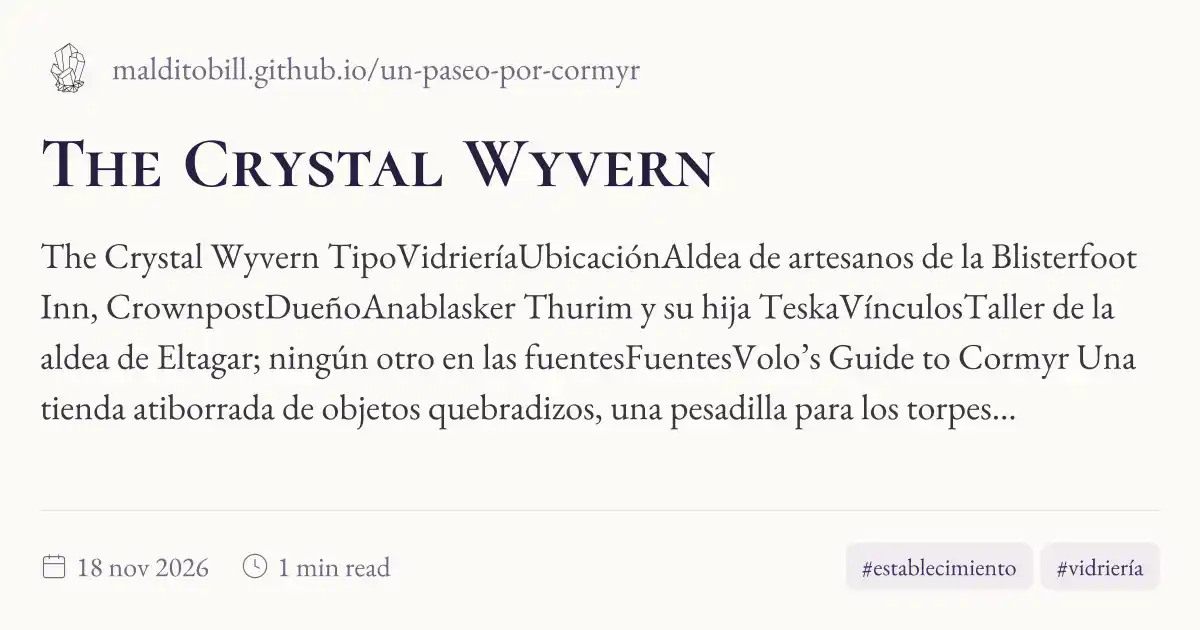 malditobill.github.io/un-paseo-por-cormyr
The Crystal Wyvern
The Crystal Wyvern TipoVidrieríaUbicaciónAldea de artesanos de la Blisterfoot
Inn, CrownpostDueñoAnablasker Thurim y su hija TeskaVínculosTaller de la
aldea de Eltagar; ningún otro en las fuentesFuentesVolo’s Guide to Cormyr Una
tienda atiborrada de objetos quebradizos, una pesadilla para los torpes...
18 nov 2026 1 min read #establecimiento #vidriería